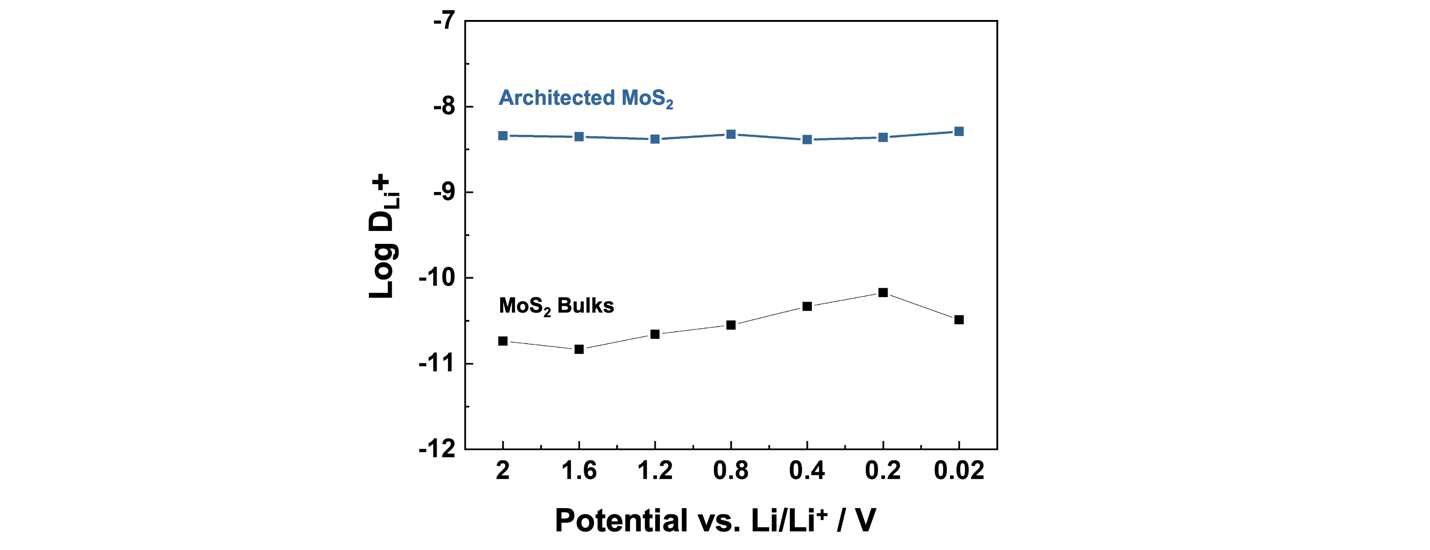 -7
-8
-9
-10
-11
-12
Log D_Li+
Architected MoS₂
MoS₂ Bulks
2 1.6 1.2 0.8 0.4 0.2 0.02
Potential vs. Li/Li⁺ / V